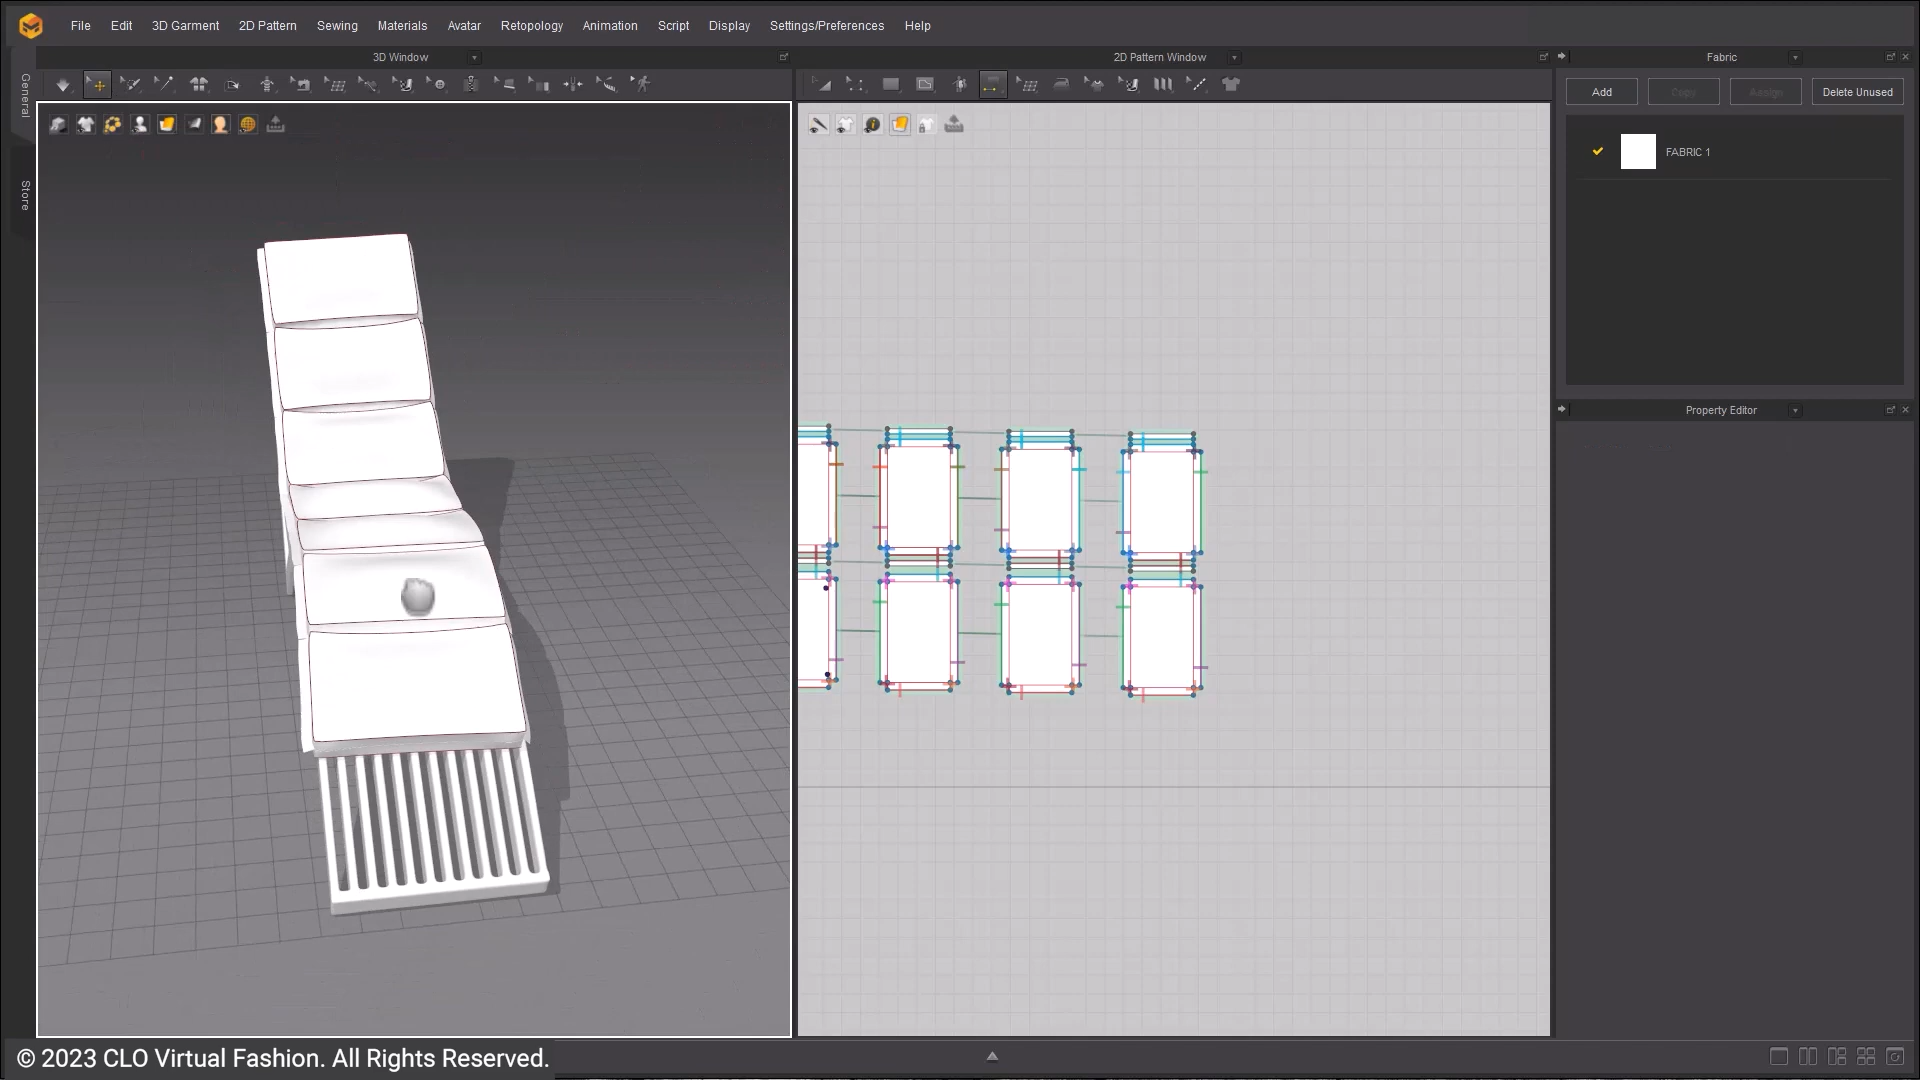 File Edit 3D Garment 2D Pattern Sewing Materials Avatar Retopology Animation Script Display Settings/Preferences Help
3D Window
2D Pattern Window
Fabric
General
Store
Add Copy Assign Delete Unused
FABRIC 1
Property Editor
© 2023 CLO Virtual Fashion. All Rights Reserved.